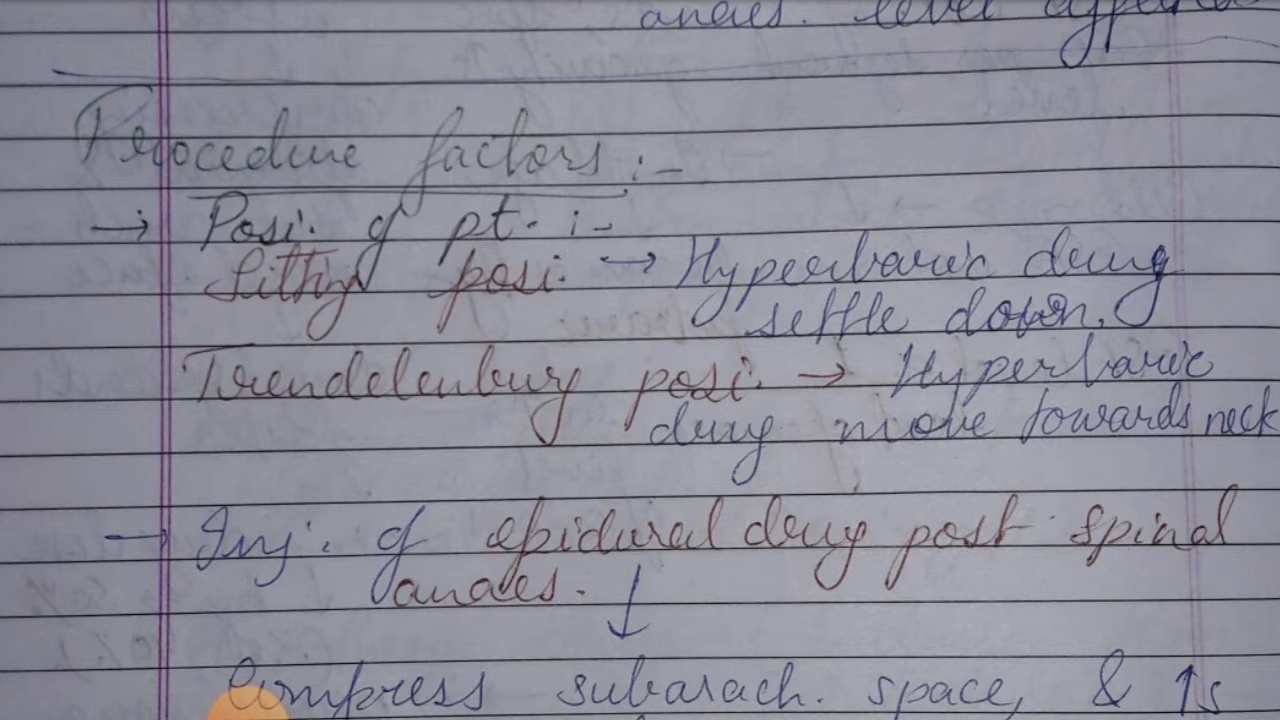 anaes. level
Procedure factors :-
→ Posi. of pt. :-
Sitting posi. → Hyperbaric drug
settle down.
Trendelenburg posi. → Hyperbaric
drug move towards neck
→ Inj. of epidural drug post spinal
anaes. ↓
Compress subarach. space, & ↑s